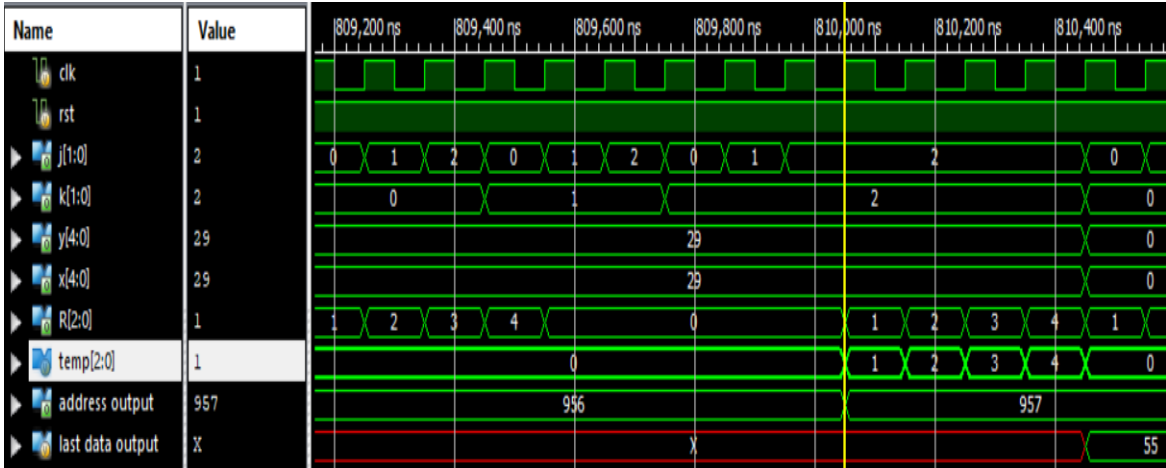 Name Value |809,200 ns |809,400 ns |809,600 ns |809,800 ns |810,000 ns |810,200 ns |810,400 ns
clk 1
rst 1
j[1:0] 2 0 1 2 0 1 2 0 1 2 0
k[1:0] 2 0 1 2 0
y[4:0] 29 29 0
x[4:0] 29 29 0
R[2:0] 1 1 2 3 4 0 1 2 3 4 1
temp[2:0] 1 0 1 2 3 4 0
address output 957 956 957
last data output X X 55